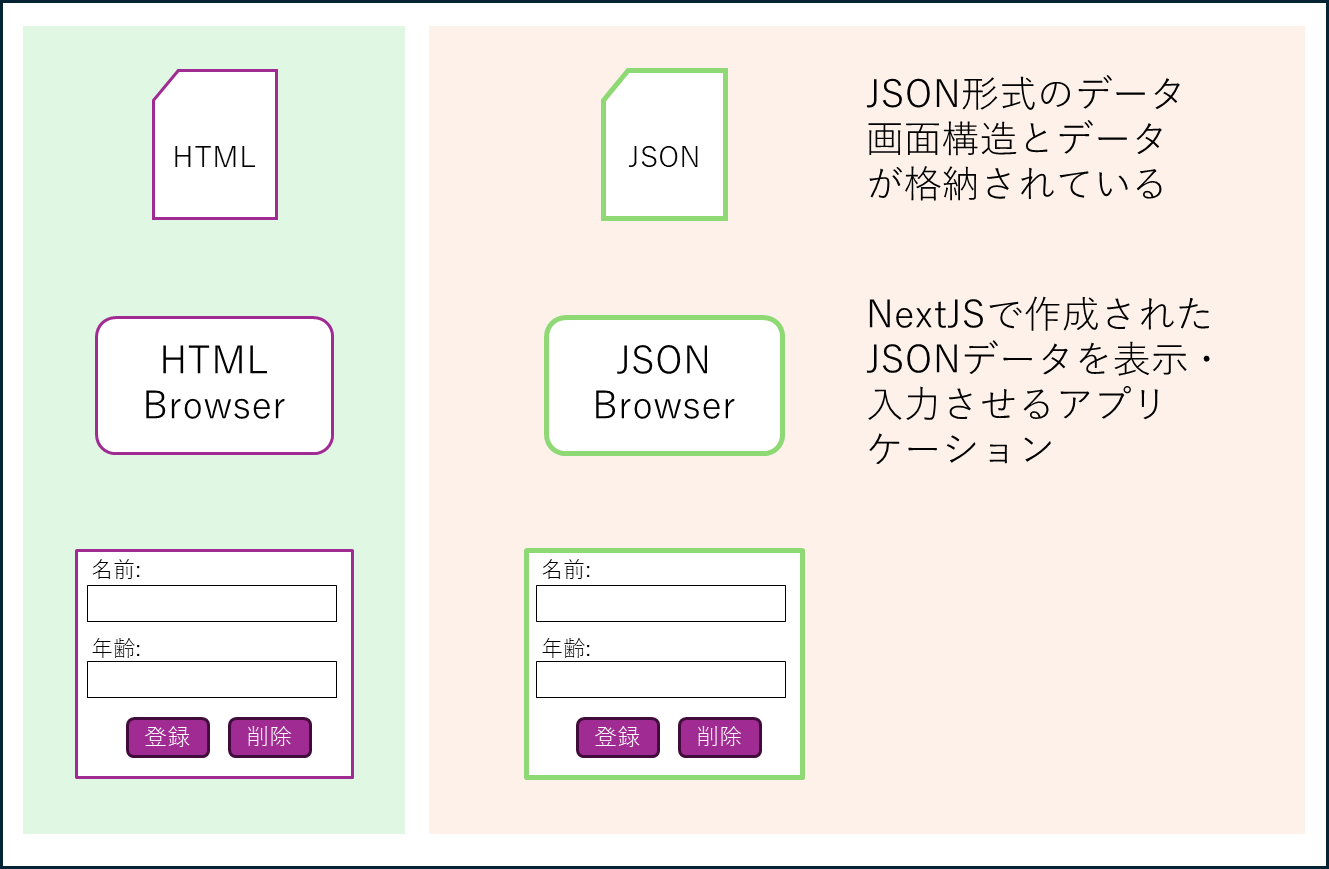 HTML
HTML
Browser
名前:
年齢:
登録
削除
JSON
JSON
Browser
名前:
年齢:
登録
削除
JSON形式のデータ
画面構造とデータ
が格納されている
NextJSで作成された
JSONデータを表示・
入力させるアプリ
ケーション